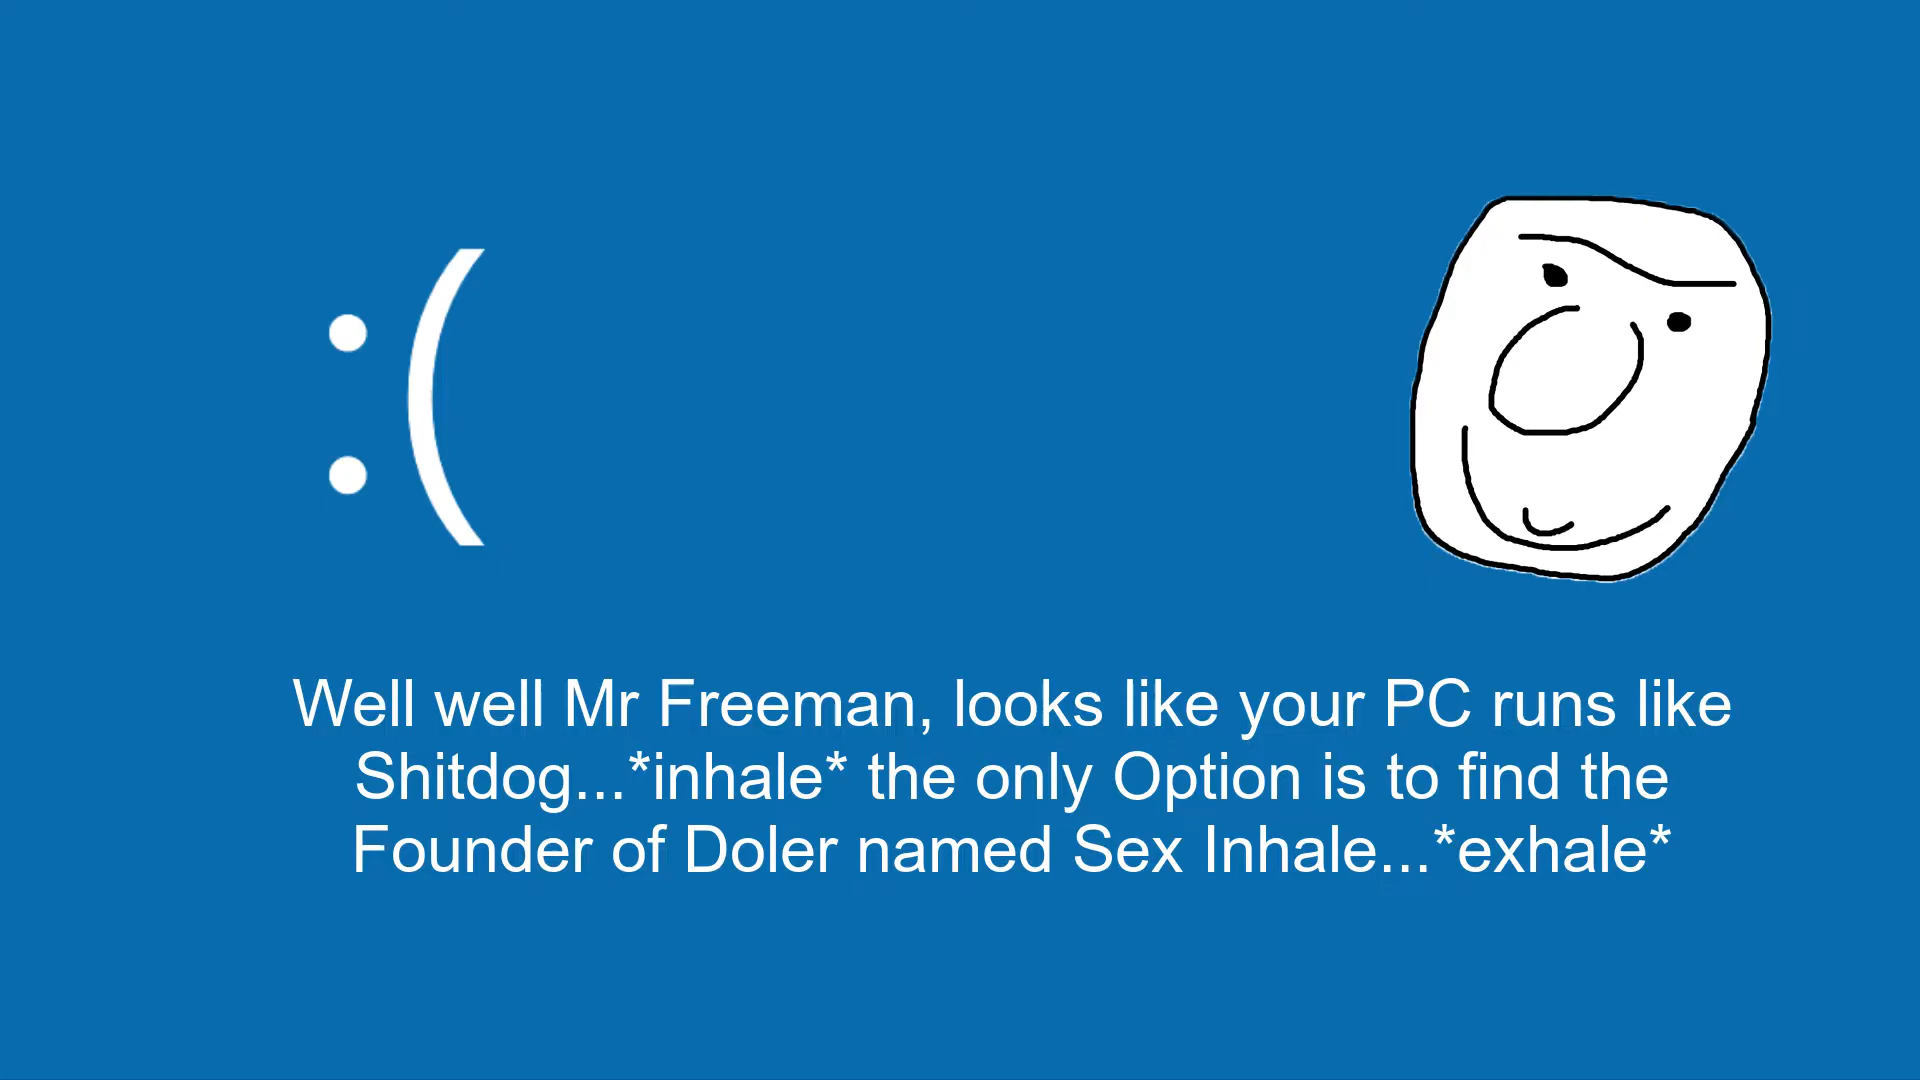 :(
Well well Mr Freeman, looks like your PC runs like
Shitdog...*inhale* the only Option is to find the
Founder of Doler named Sex Inhale...*exhale*